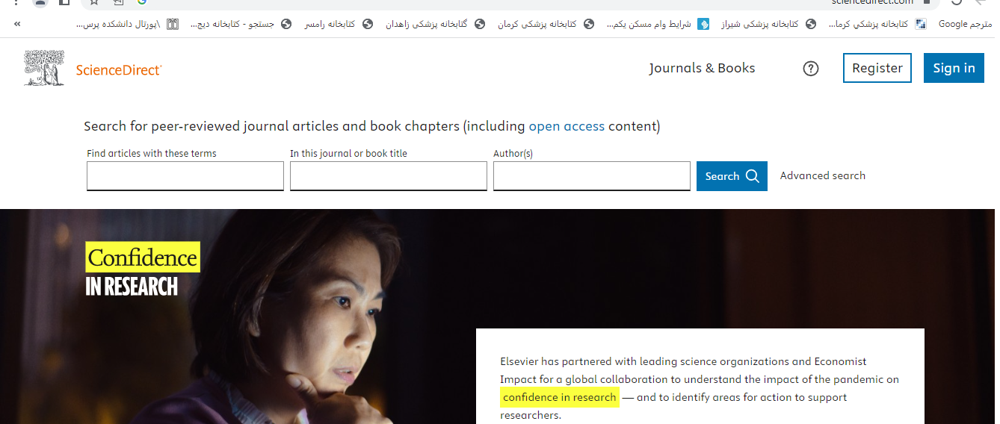 sciencedirect.com
مترجم Google
کتابخانه پزشکي کرما...
کتابخانه پزشکی شیراز
شرایط وام مسکن یکم...
کتابخانه پزشکی کرمان
گتابخانه پزشکی زاهدان
کتابخانه رامسر
جستجو - کتابخانه دیج...
\پورتال دانشکده پرس...
»
ScienceDirect
Journals & Books
?
Register
Sign in
Search for peer-reviewed journal articles and book chapters (including open access content)
Find articles with these terms
In this journal or book title
Author(s)
Search
Advanced search
Confidence
IN RESEARCH
Elsevier has partnered with leading science organizations and Economist
Impact for a global collaboration to understand the impact of the pandemic on
confidence in research — and to identify areas for action to support
researchers.